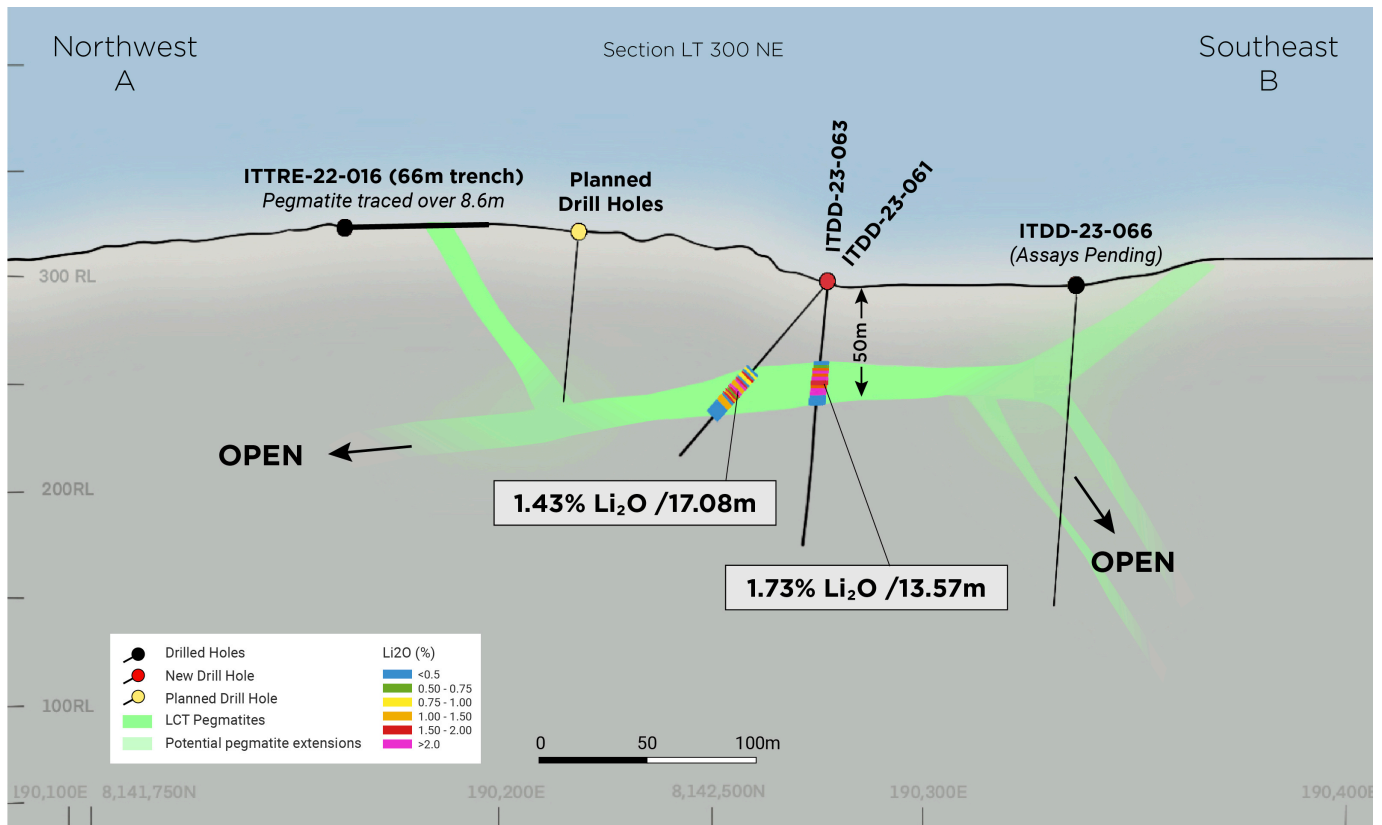 Northwest
A
Section LT 300 NE
Southeast
B
ITTRE-22-016 (66m trench)
Pegmatite traced over 8.6m
Planned
Drill Holes
ITDD-23-063
ITDD-23-061
ITDD-23-066
(Assays Pending)
300 RL
50m
OPEN
200RL
1.43% Li₂O /17.08m
OPEN
1.73% Li₂O /13.57m
Drilled Holes
New Drill Hole
Planned Drill Hole
LCT Pegmatites
Potential pegmatite extensions
Li2O (%)
<0.5
0.50 - 0.75
0.75 - 1.00
1.00 - 1.50
1.50 - 2.00
>2.0
100RL
0 50 100m
190,100E 8,141,750N 190,200E 8,142,500N 190,300E 190,400E